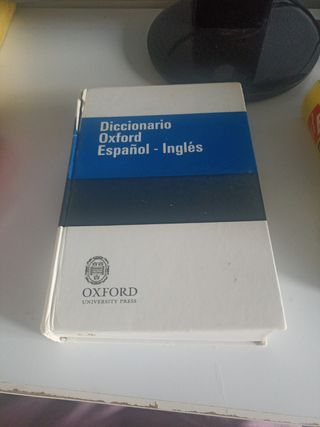 Diccionario
Oxford
Español - Inglés
OXFORD
UNIVERSITY PRESS